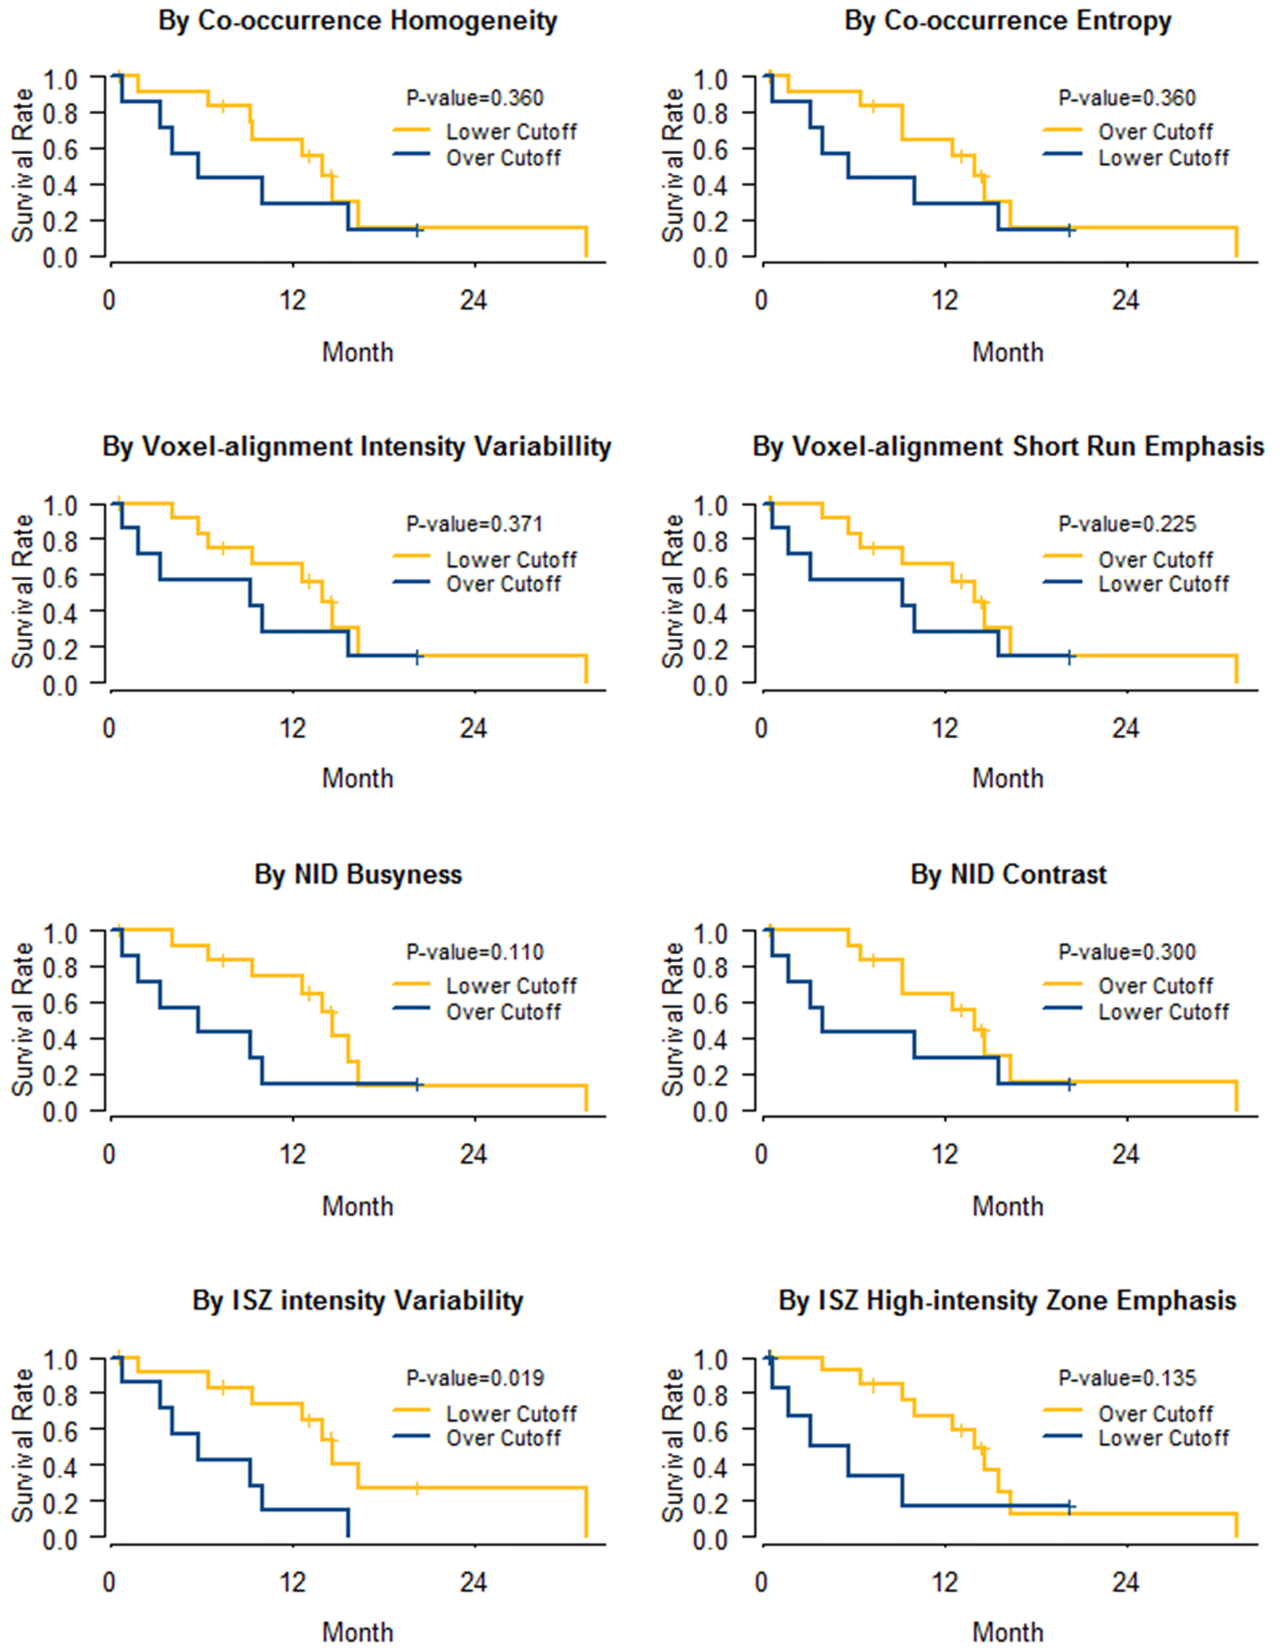 By Co-occurrence Homogeneity
Survival Rate
1.0
0.8
0.6
0.4
0.2
0.0
P-value=0.360
Lower Cutoff
Over Cutoff
0 12 24
Month
By Co-occurrence Entropy
Survival Rate
1.0
0.8
0.6
0.4
0.2
0.0
P-value=0.360
Over Cutoff
Lower Cutoff
0 12 24
Month
By Voxel-alignment Intensity Variabillity
Survival Rate
1.0
0.8
0.6
0.4
0.2
0.0
P-value=0.371
Lower Cutoff
Over Cutoff
0 12 24
Month
By Voxel-alignment Short Run Emphasis
Survival Rate
1.0
0.8
0.6
0.4
0.2
0.0
P-value=0.225
Over Cutoff
Lower Cutoff
0 12 24
Month
By NID Busyness
Survival Rate
1.0
0.8
0.6
0.4
0.2
0.0
P-value=0.110
Lower Cutoff
Over Cutoff
0 12 24
Month
By NID Contrast
Survival Rate
1.0
0.8
0.6
0.4
0.2
0.0
P-value=0.300
Over Cutoff
Lower Cutoff
0 12 24
Month
By ISZ intensity Variability
Survival Rate
1.0
0.8
0.6
0.4
0.2
0.0
P-value=0.019
Lower Cutoff
Over Cutoff
0 12 24
Month
By ISZ High-intensity Zone Emphasis
Survival Rate
1.0
0.8
0.6
0.4
0.2
0.0
P-value=0.135
Over Cutoff
Lower Cutoff
0 12 24
Month